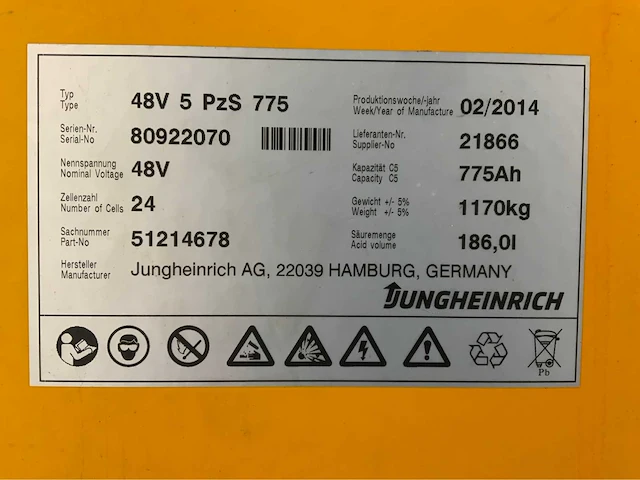 Typ
Type
48V 5 PzS 775
Produktionswoche/-jahr
Week/Year of Manufacture
02/2014
Serien-Nr.
Serial-No
80922070
Lieferanten-Nr.
Supplier-No
21866
Nennspannung
Nominal Voltage
48V
Kapazität C5
Capacity C5
775Ah
Zellenzahl
Number of Cells
24
Gewicht +/- 5%
Weight +/- 5%
1170kg
Sachnummer
Part-No
51214678
Säuremenge
Acid volume
186,0l
Hersteller
Manufacturer
Jungheinrich AG, 22039 HAMBURG, GERMANY
JUNGHEINRICH
Pb